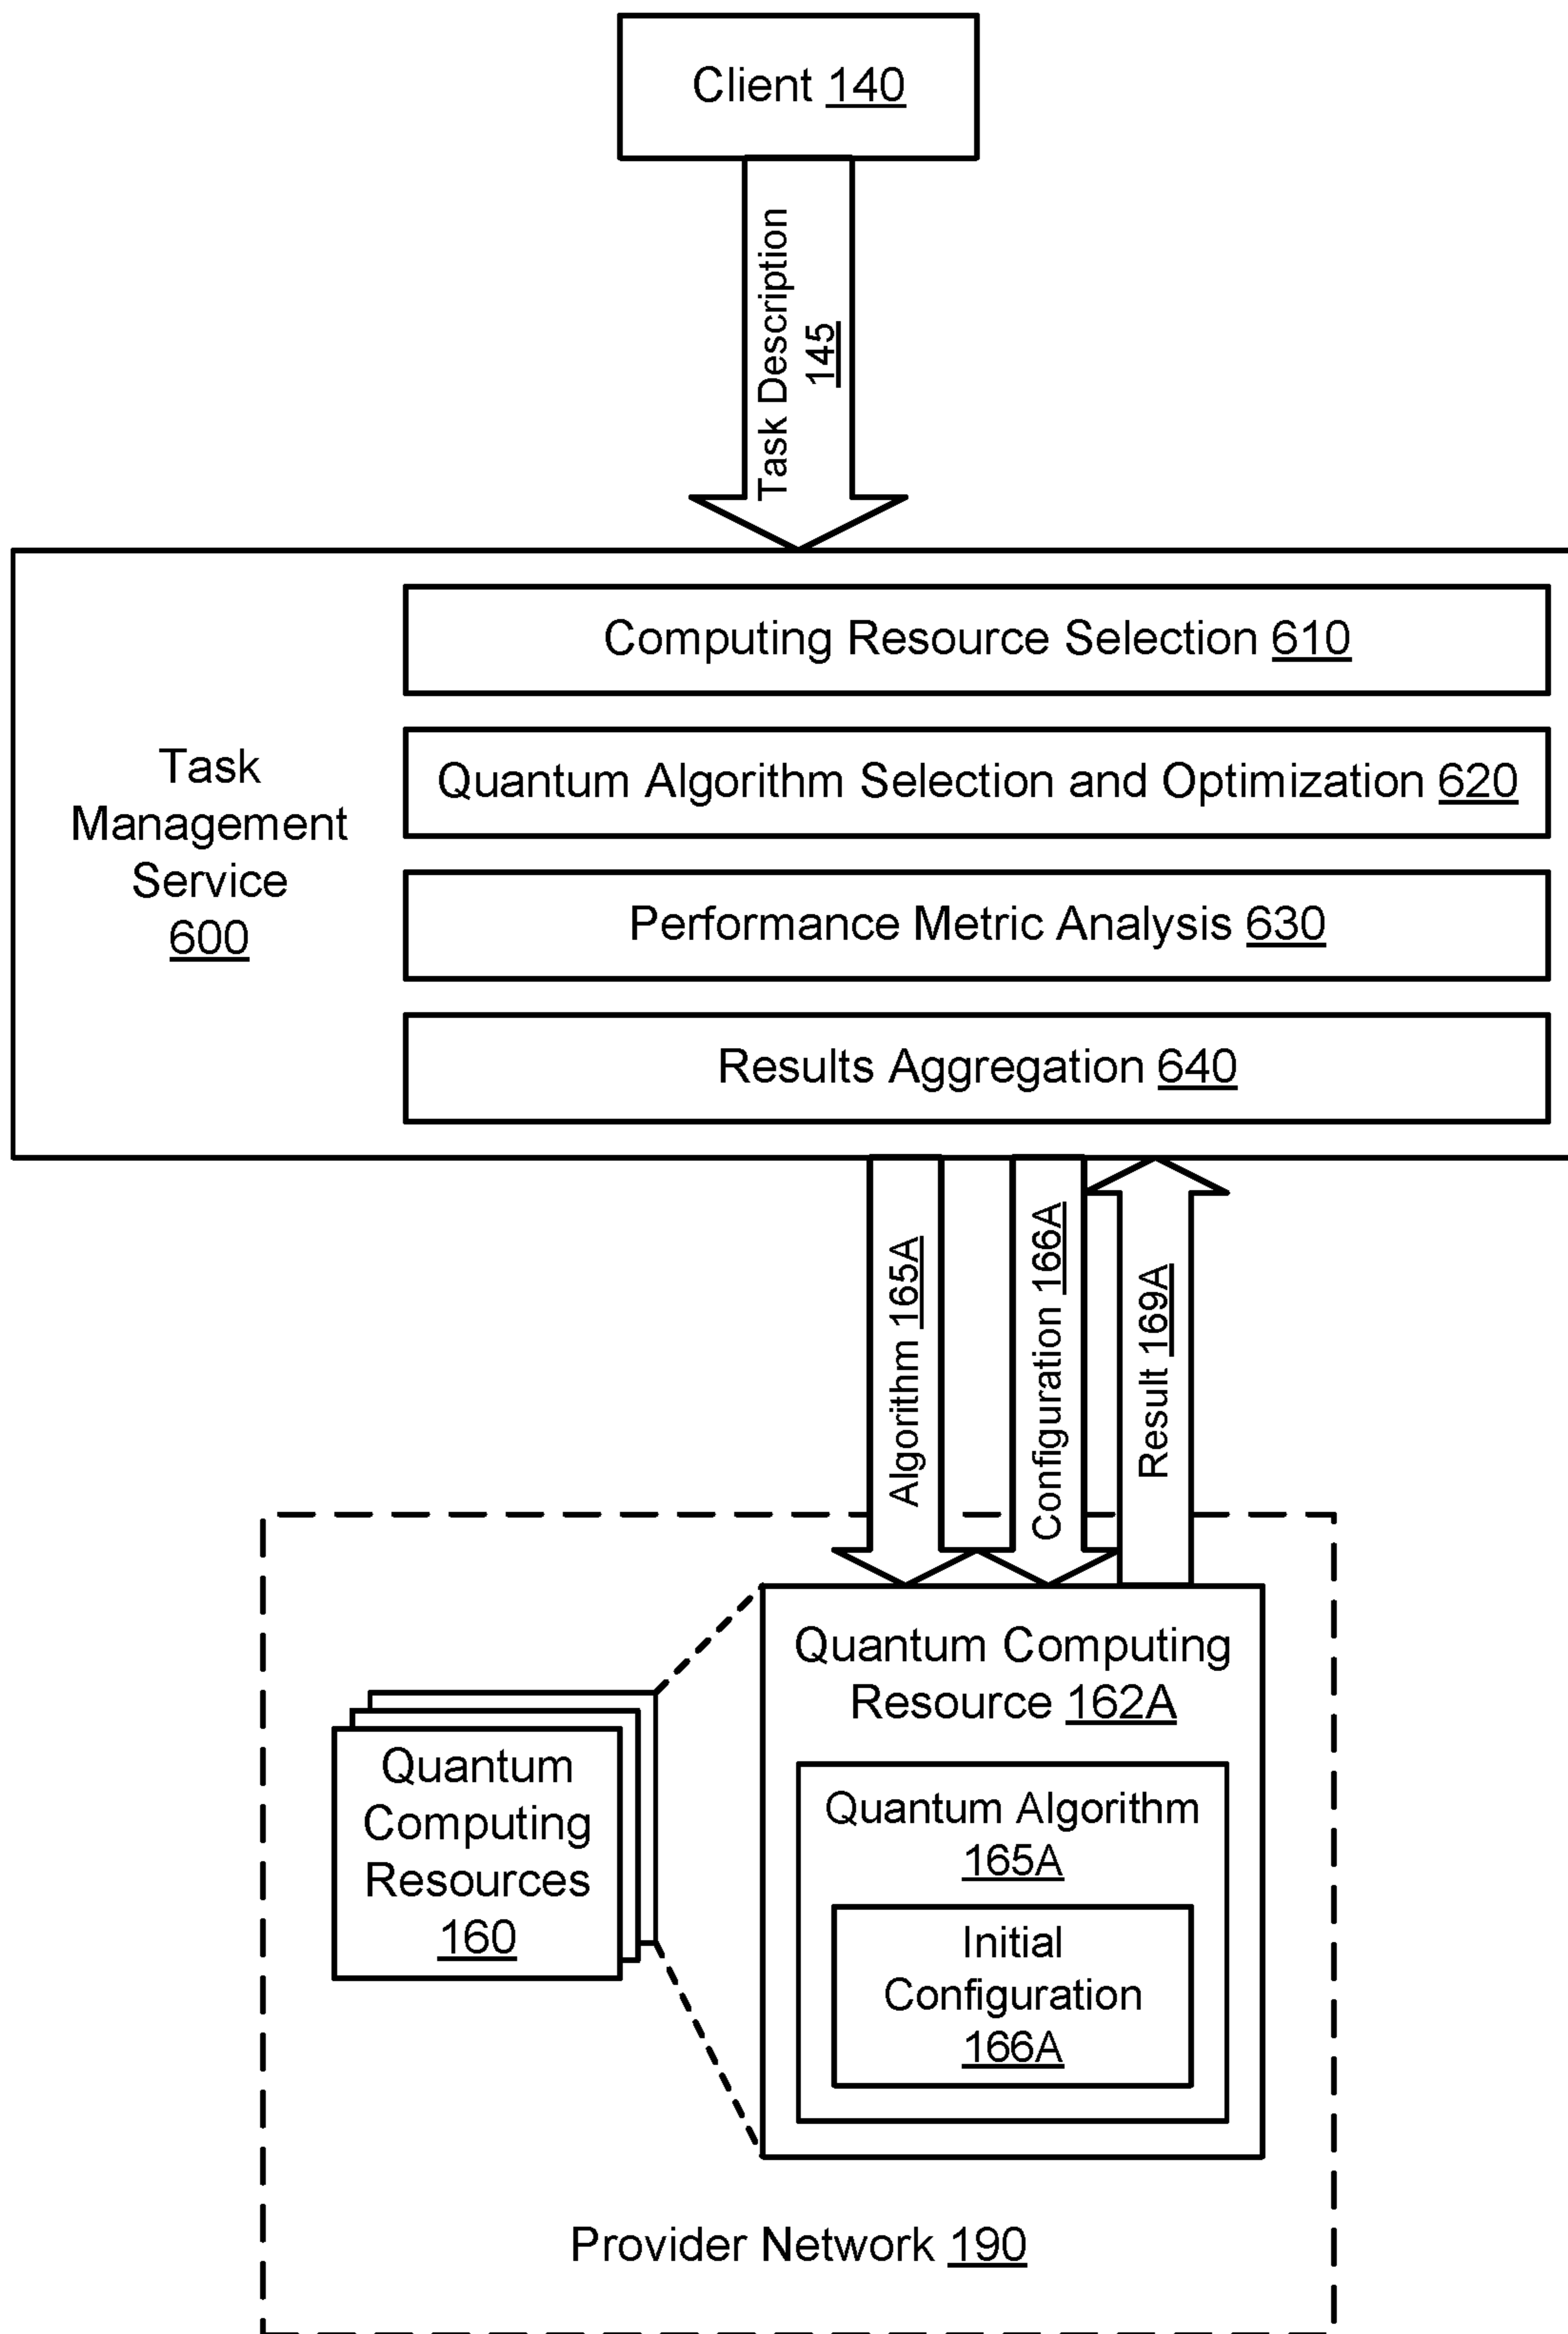 Client 140
Task Description
145
Task
Management
Service
600
Computing Resource Selection 610
Quantum Algorithm Selection and Optimization 620
Performance Metric Analysis 630
Results Aggregation 640
Algorithm 165A
Configuration 166A
Result 169A
Quantum
Computing
Resources
160
Quantum Computing
Resource 162A
Quantum Algorithm
165A
Initial
Configuration
166A
Provider Network 190